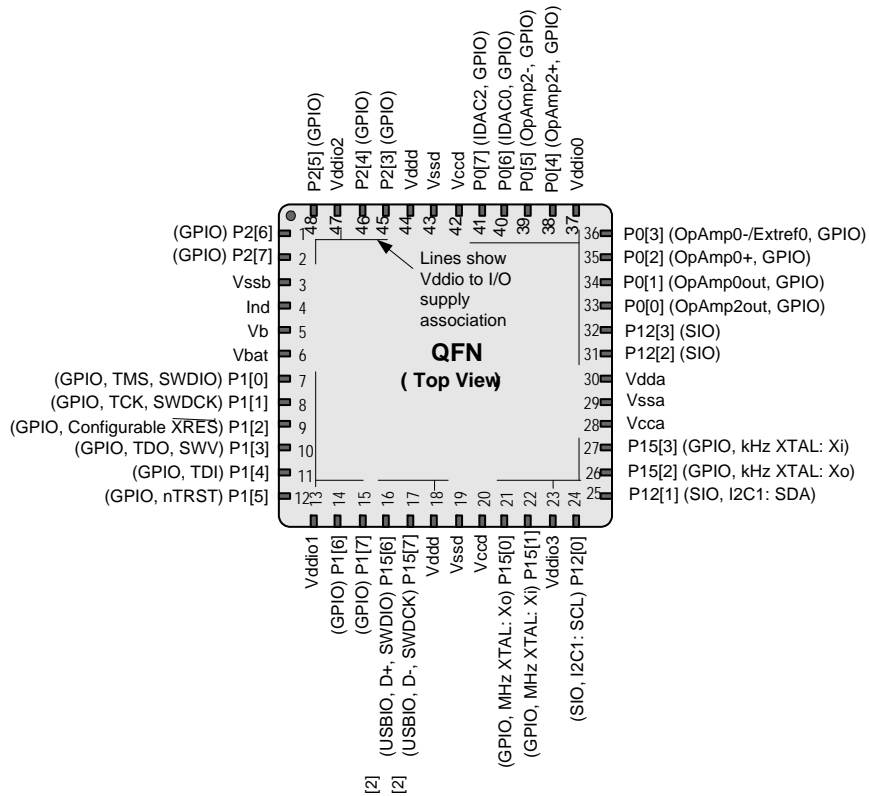 P2[5] (GPIO)
Vddio2
P2[4] (GPIO)
P2[3] (GPIO)
Vddd
Vssd
Vccd
P0[7] (IDAC2, GPIO)
P0[6] (IDAC0, GPIO)
P0[5] (OpAmp2-, GPIO)
P0[4] (OpAmp2+, GPIO)
Vddio0
48
47
46
45
44
43
42
41
40
39
38
37
(GPIO) P2[6]
(GPIO) P2[7]
Vssb
Ind
Vb
Vbat
(GPIO, TMS, SWDIO) P1[0]
(GPIO, TCK, SWDCK) P1[1]
(GPIO, Configurable XRES) P1[2]
(GPIO, TDO, SWV) P1[3]
(GPIO, TDI) P1[4]
(GPIO, nTRST) P1[5]
1
2
3
4
5
6
7
8
9
10
11
12
Lines show
Vddio to I/O
supply
association
QFN
( Top View)
36
35
34
33
32
31
30
29
28
27
26
25
P0[3] (OpAmp0-/Extref0, GPIO)
P0[2] (OpAmp0+, GPIO)
P0[1] (OpAmp0out, GPIO)
P0[0] (OpAmp2out, GPIO)
P12[3] (SIO)
P12[2] (SIO)
Vdda
Vssa
Vcca
P15[3] (GPIO, kHz XTAL: Xi)
P15[2] (GPIO, kHz XTAL: Xo)
P12[1] (SIO, I2C1: SDA)
13
14
15
16
17
18
19
20
21
22
23
24
Vddio1
(GPIO) P1[6]
(GPIO) P1[7]
(USBIO, D+, SWDIO) P15[6]
(USBIO, D-, SWDCK) P15[7]
Vddd
Vssd
Vccd
(GPIO, MHz XTAL: Xo) P15[0]
(GPIO, MHz XTAL: Xi) P15[1]
Vddio3
(SIO, I2C1: SCL) P12[0]
[2]
[2]